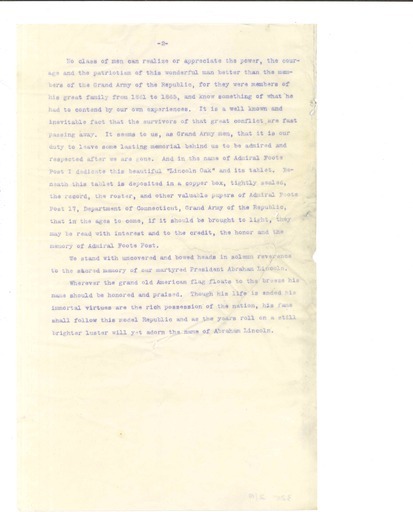 -2-
No class of men can realize or appreciate the power, the cour-
age and the patriotism of this wonderful man better than the mem-
bers of the Grand Army of the Republic, for they were members of
his great family from 1861 to 1865, and know something of what he
had to contend by our own experiences. It is a well known and
inevitable fact that the survivors of that great conflict are fast
passing away. It seems to us, as Grand Army men, that it is our
duty to leave some lasting memorial behind us to be admired and
respected after we are gone. And in the name of Admiral Foote
Post I dedicate this beautiful "Lincoln Oak" and its tablet. Be-
neath this tablet is deposited in a copper box, tightly sealed,
the record, the roster, and other valuable papers of Admiral Foote
Post 17, Department of Connecticut, Grand Army of the Republic,
that in the ages to come, if it should be brought to light, they
may be read with interest and to the credit, the honor and the
memory of Admiral Foote Post.
We stand with uncovered and bowed heads in solemn reverence
to the sacred memory of our martyred President Abraham Lincoln.
Wherever the grand old American flag floats to the breeze his
name should be honored and praised. Though his life is ended his
immortal virtues are the rich possession of the nation, his fame
shall follow this model Republic and as the years roll on a still
brighter luster will yet adorn the name of Abraham Lincoln.